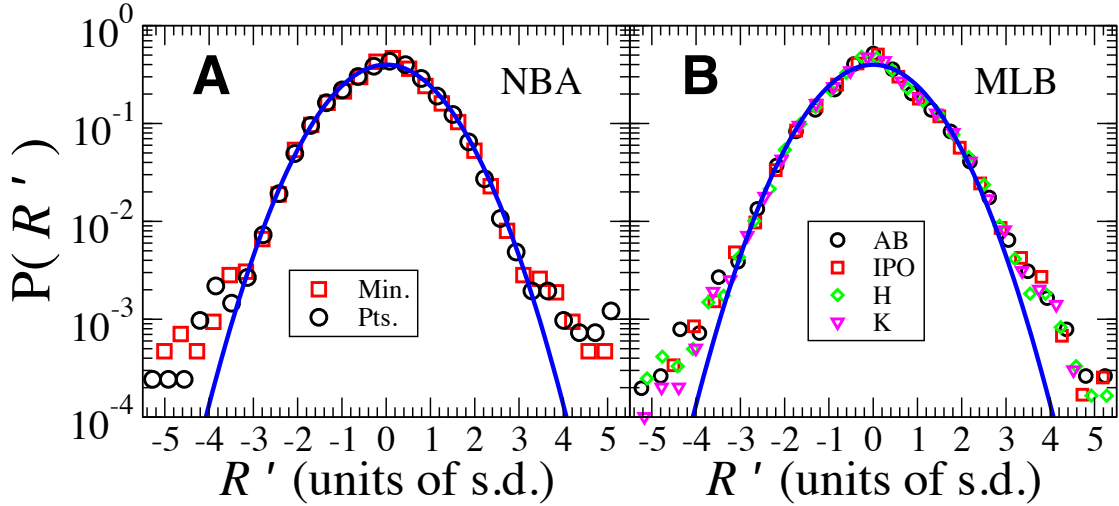 A
NBA
B
MLB
P( R ')
10^0
10^-1
10^-2
10^-3
10^-4
Min.
Pts.
AB
IPO
H
K
-5 -4 -3 -2 -1 0 1 2 3 4 5
-5 -4 -3 -2 -1 0 1 2 3 4 5
R ' (units of s.d.)
R ' (units of s.d.)